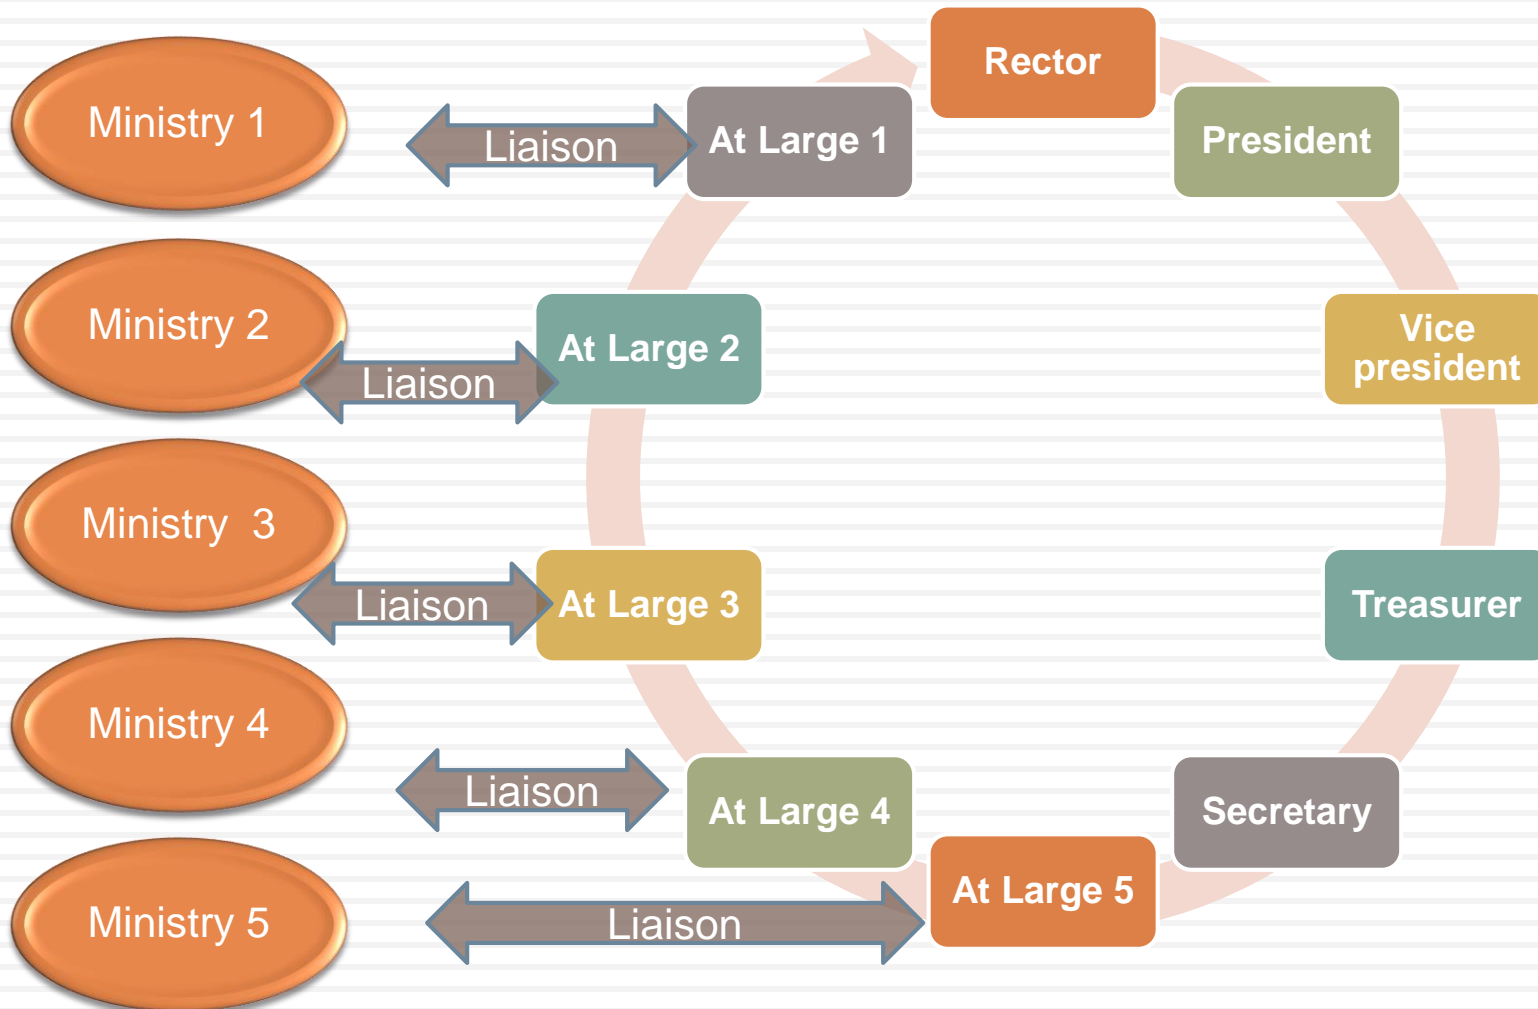 Rector
Ministry 1
Liaison
At Large 1
President
Ministry 2
Liaison
At Large 2
Vice
president
Ministry  3
Liaison
At Large 3
Treasurer
Ministry 4
Liaison
At Large 4
Secretary
Ministry 5
Liaison
At Large 5